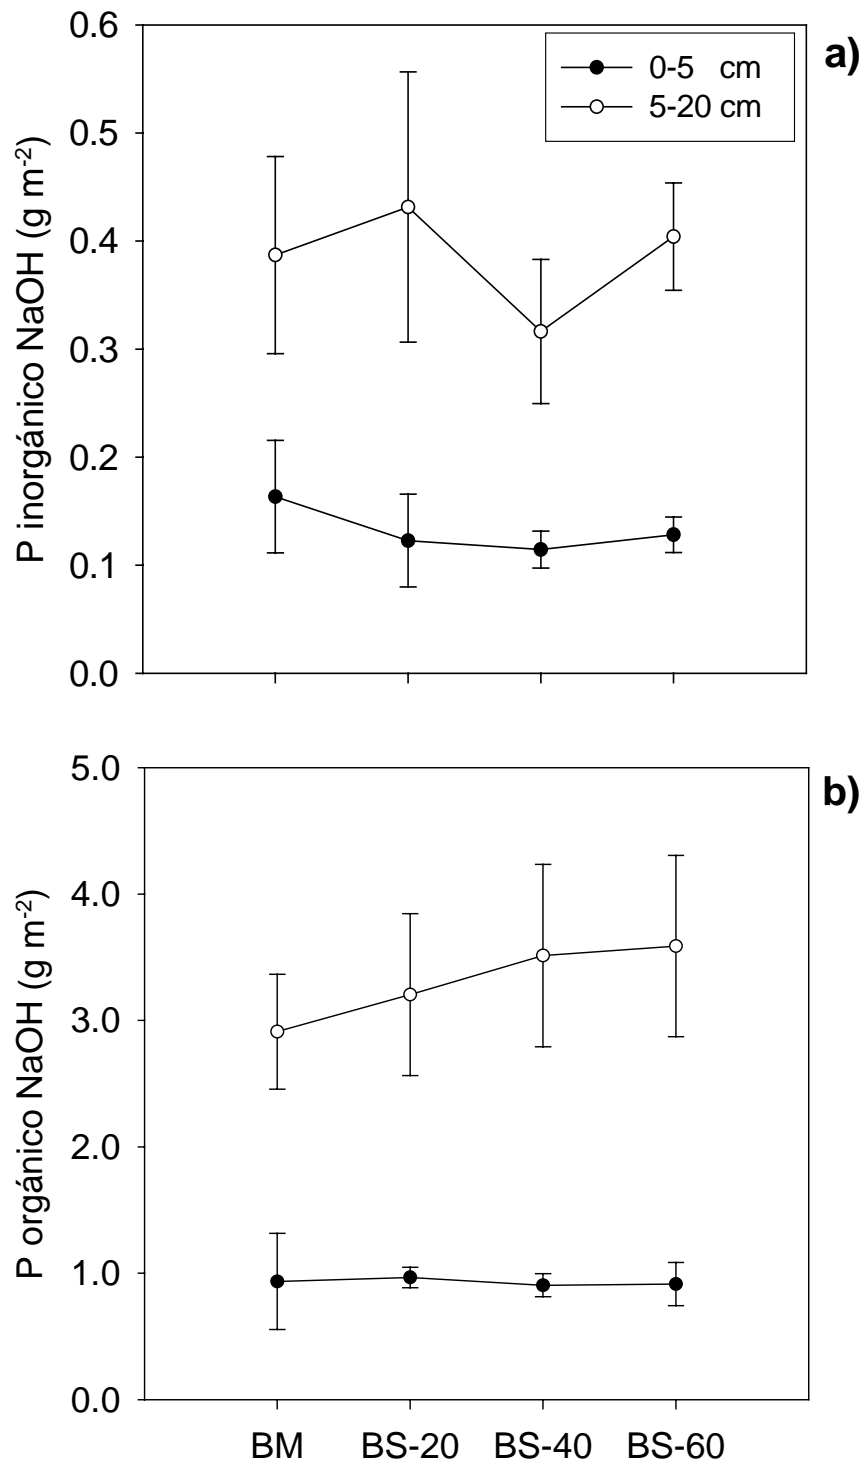 a)
0-5 cm
5-20 cm
P inorgánico NaOH (g m⁻²)
0.6
0.5
0.4
0.3
0.2
0.1
0.0
b)
P orgánico NaOH (g m⁻²)
5.0
4.0
3.0
2.0
1.0
0.0
BM BS-20 BS-40 BS-60